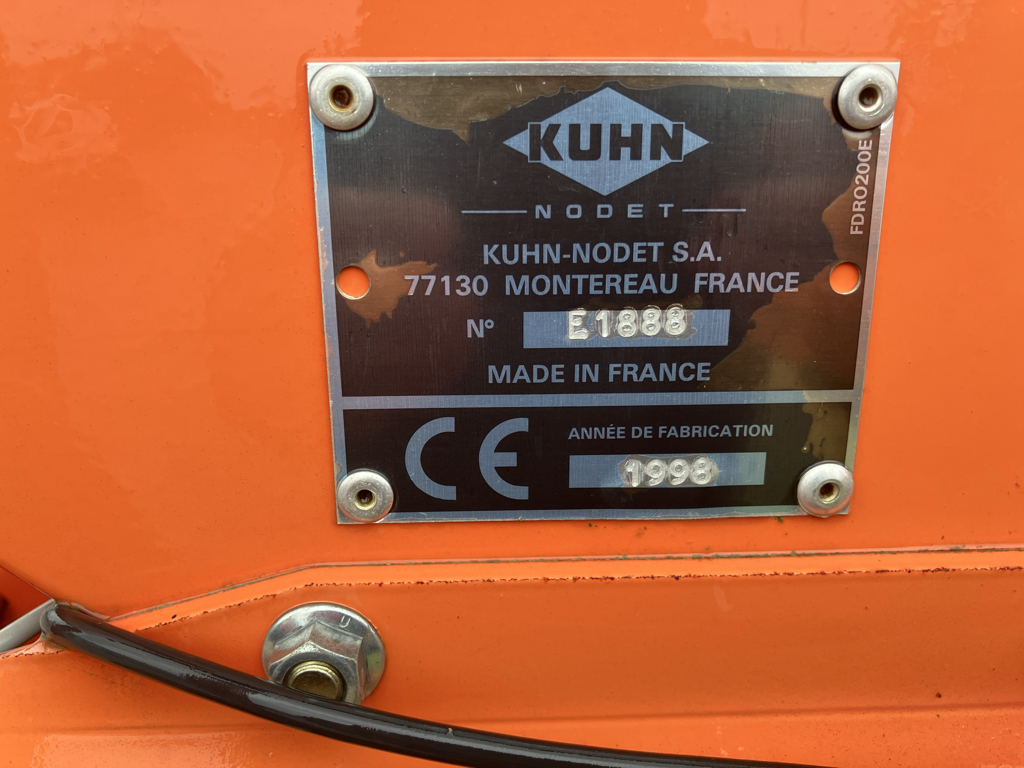 KUHN
NODET
FDRO200E
KUHN-NODET S.A.
77130 MONTEREAU FRANCE
N° E1888
MADE IN FRANCE
CE
ANNÉE DE FABRICATION
1998
U